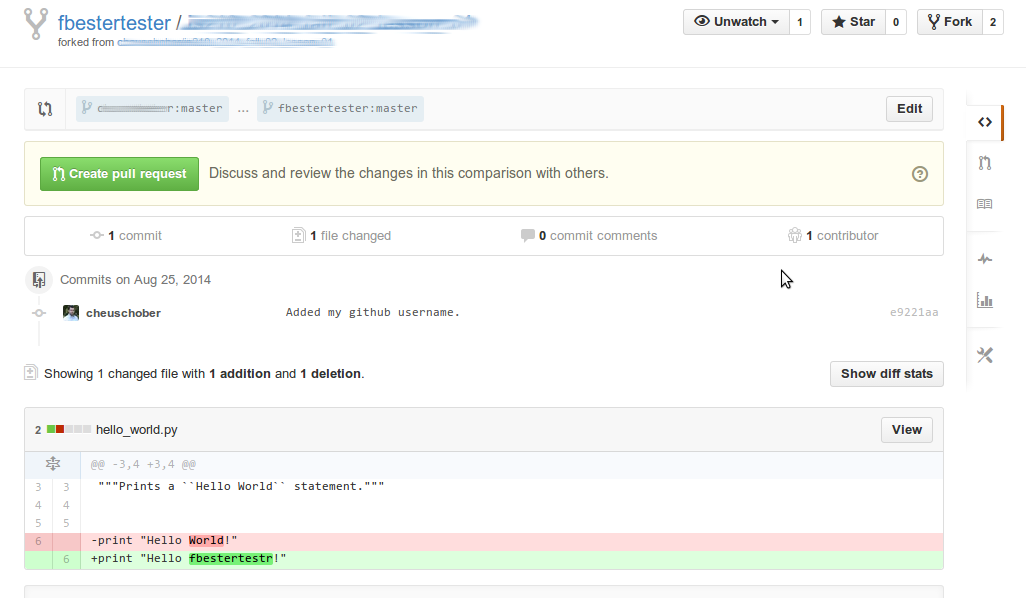 fbestertester /
Unwatch 1 Star 0 Fork 2
forked from
:master ... fbestertester:master Edit
Create pull request Discuss and review the changes in this comparison with others. ?
1 commit 1 file changed 0 commit comments 1 contributor
Commits on Aug 25, 2014
cheuschober Added my github username. e9221aa
Showing 1 changed file with 1 addition and 1 deletion. Show diff stats
2 hello_world.py View
@@ -3,4 +3,4 @@
3 3 """Prints a ``Hello World`` statement."""
4 4
5 5
6 -print "Hello World!"
6 +print "Hello fbestertestr!"